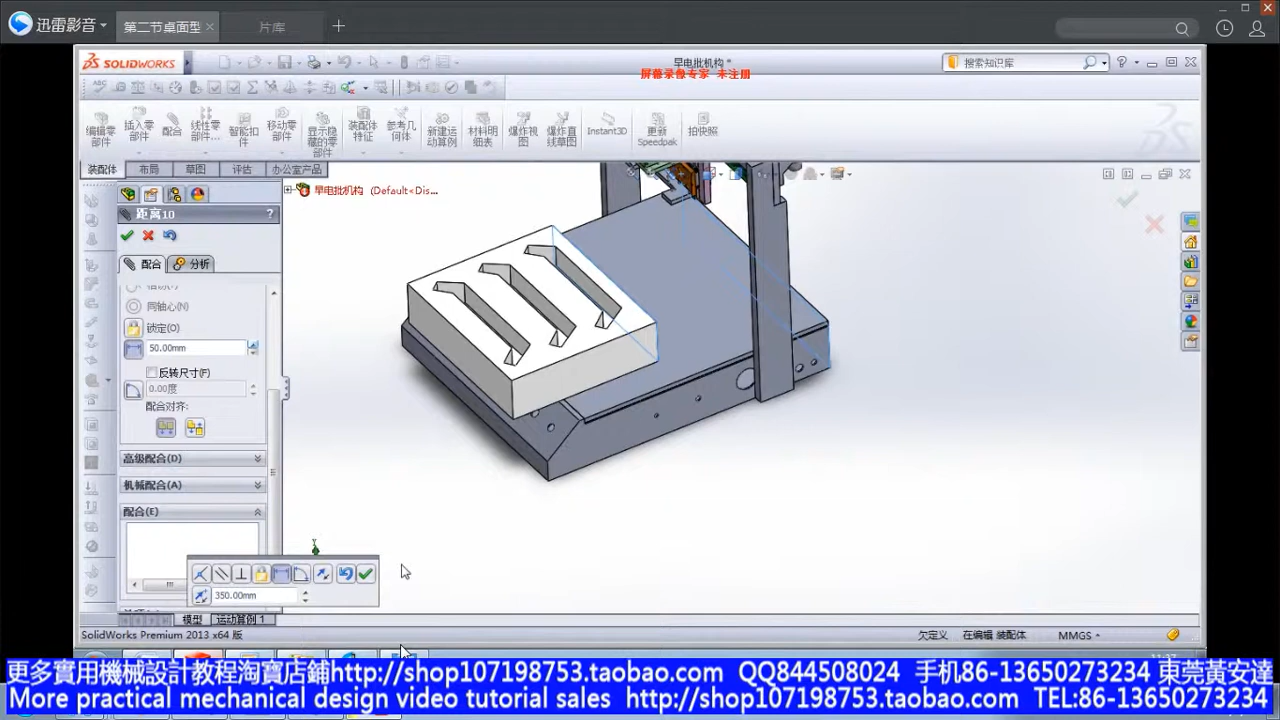 迅雷影音
第二节桌面型
片库
SOLIDWORKS
早电批机构 *
搜索知识库
屏幕录像专家 未注册
编辑零部件
插入零部件
配合
线性零部件...
智能扣件
移动零部件
显示隐藏的零部件
装配体特征
参考几何体
新建运动算例
材料明细表
爆炸视图
爆炸直线草图
Instant3D
更新Speedpak
拍快照
装配体
布局
草图
评估
办公室产品
早电批机构 (Default<Dis...
距离10
?
配合
分析
同轴心(N)
锁定(O)
50.00mm
反转尺寸(F)
0.00度
配合对齐:
高级配合(D)
机械配合(A)
配合(E)
Y
350.00mm
模型
运动算例 1
SolidWorks Premium 2013 x64 版
欠定义
在编辑 装配体
MMGS
更多實用機械設計教程淘寶店鋪http://shop107198753.taobao.com QQ844508024 手机86-13650273234 東莞黃安達
More practical mechanical design video tutorial sales http://shop107198753.taobao.com TEL:86-13650273234